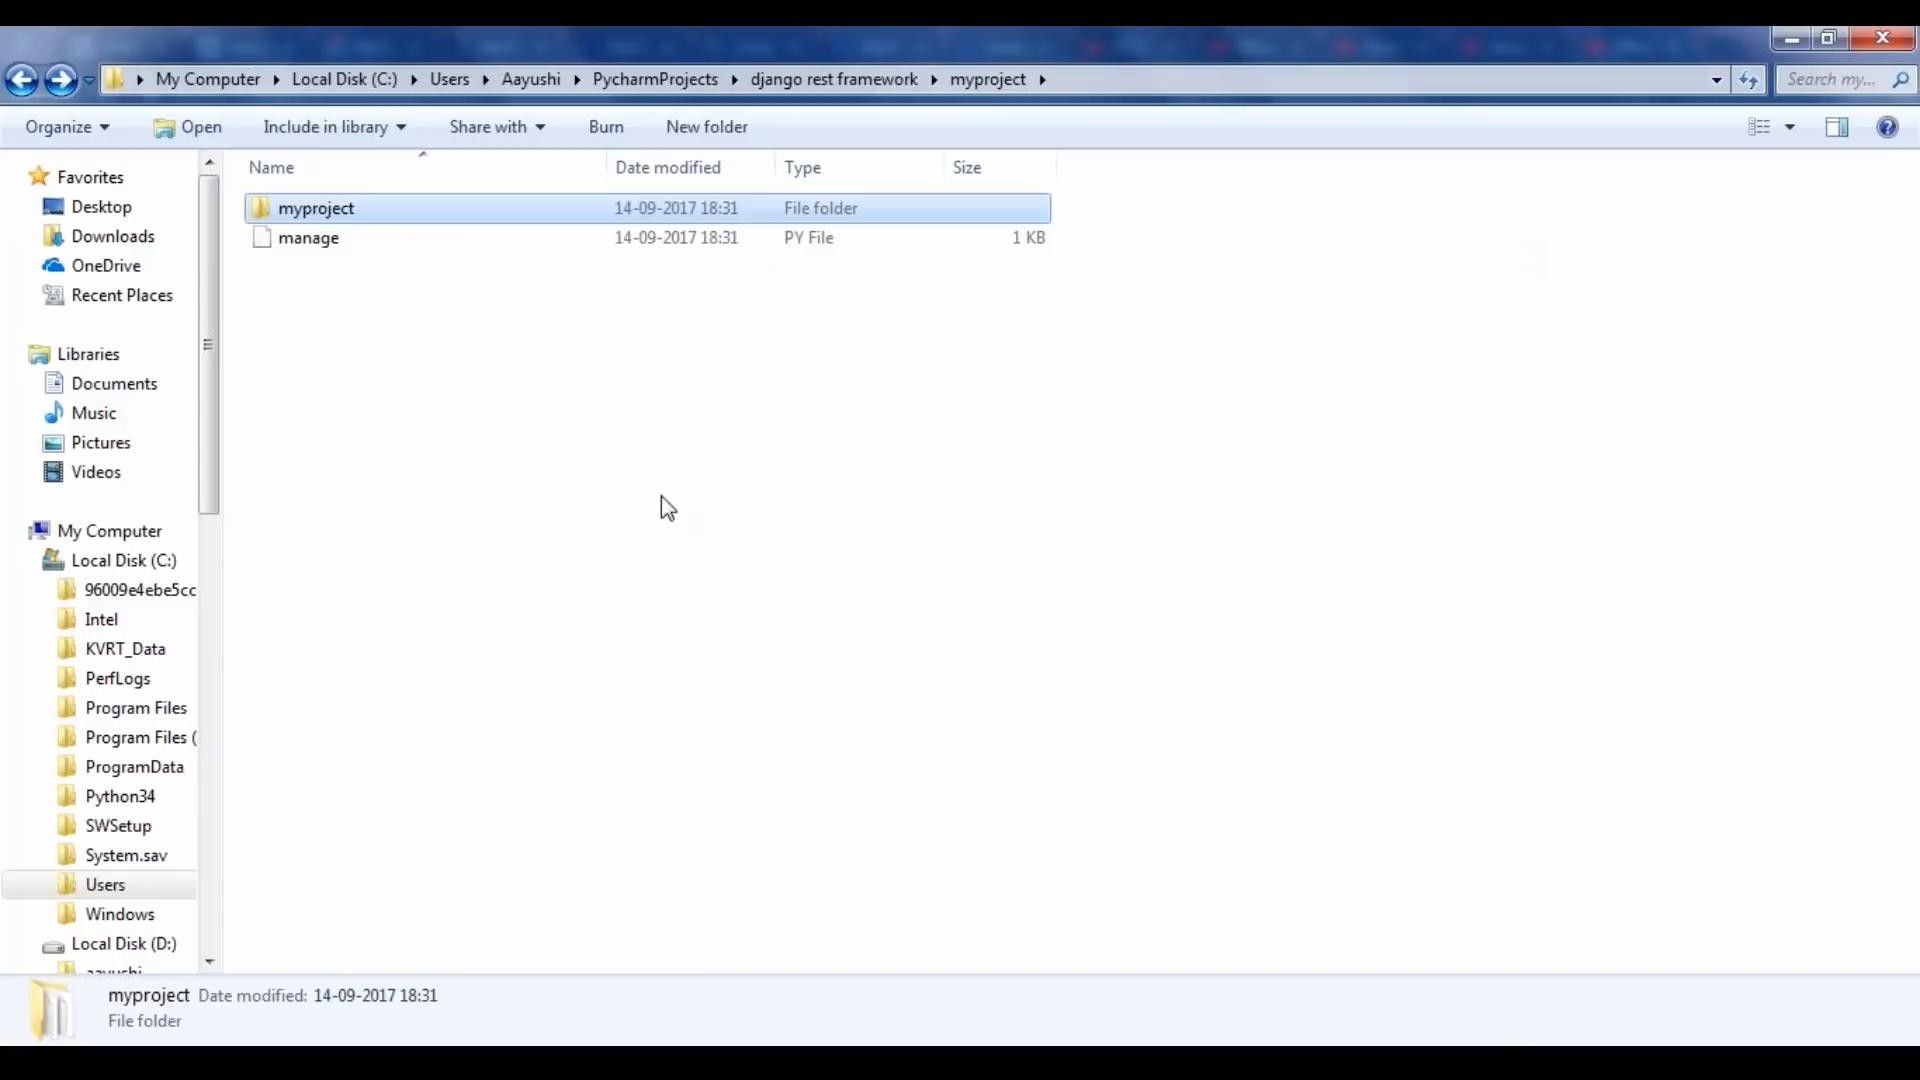 My Computer Local Disk (C:) Users Aayushi PycharmProjects django rest framework myproject Search my...
Organize Open Include in library Share with Burn New folder
Name Date modified Type Size
myproject 14-09-2017 18:31 File folder
manage 14-09-2017 18:31 PY File 1 KB
Favorites
Desktop
Downloads
OneDrive
Recent Places
Libraries
Documents
Music
Pictures
Videos
My Computer
Local Disk (C:)
96009e4ebe5cc
Intel
KVRT_Data
PerfLogs
Program Files
Program Files (
ProgramData
Python34
SWSetup
System.sav
Users
Windows
Local Disk (D:)
aayushi
myproject Date modified: 14-09-2017 18:31
File folder